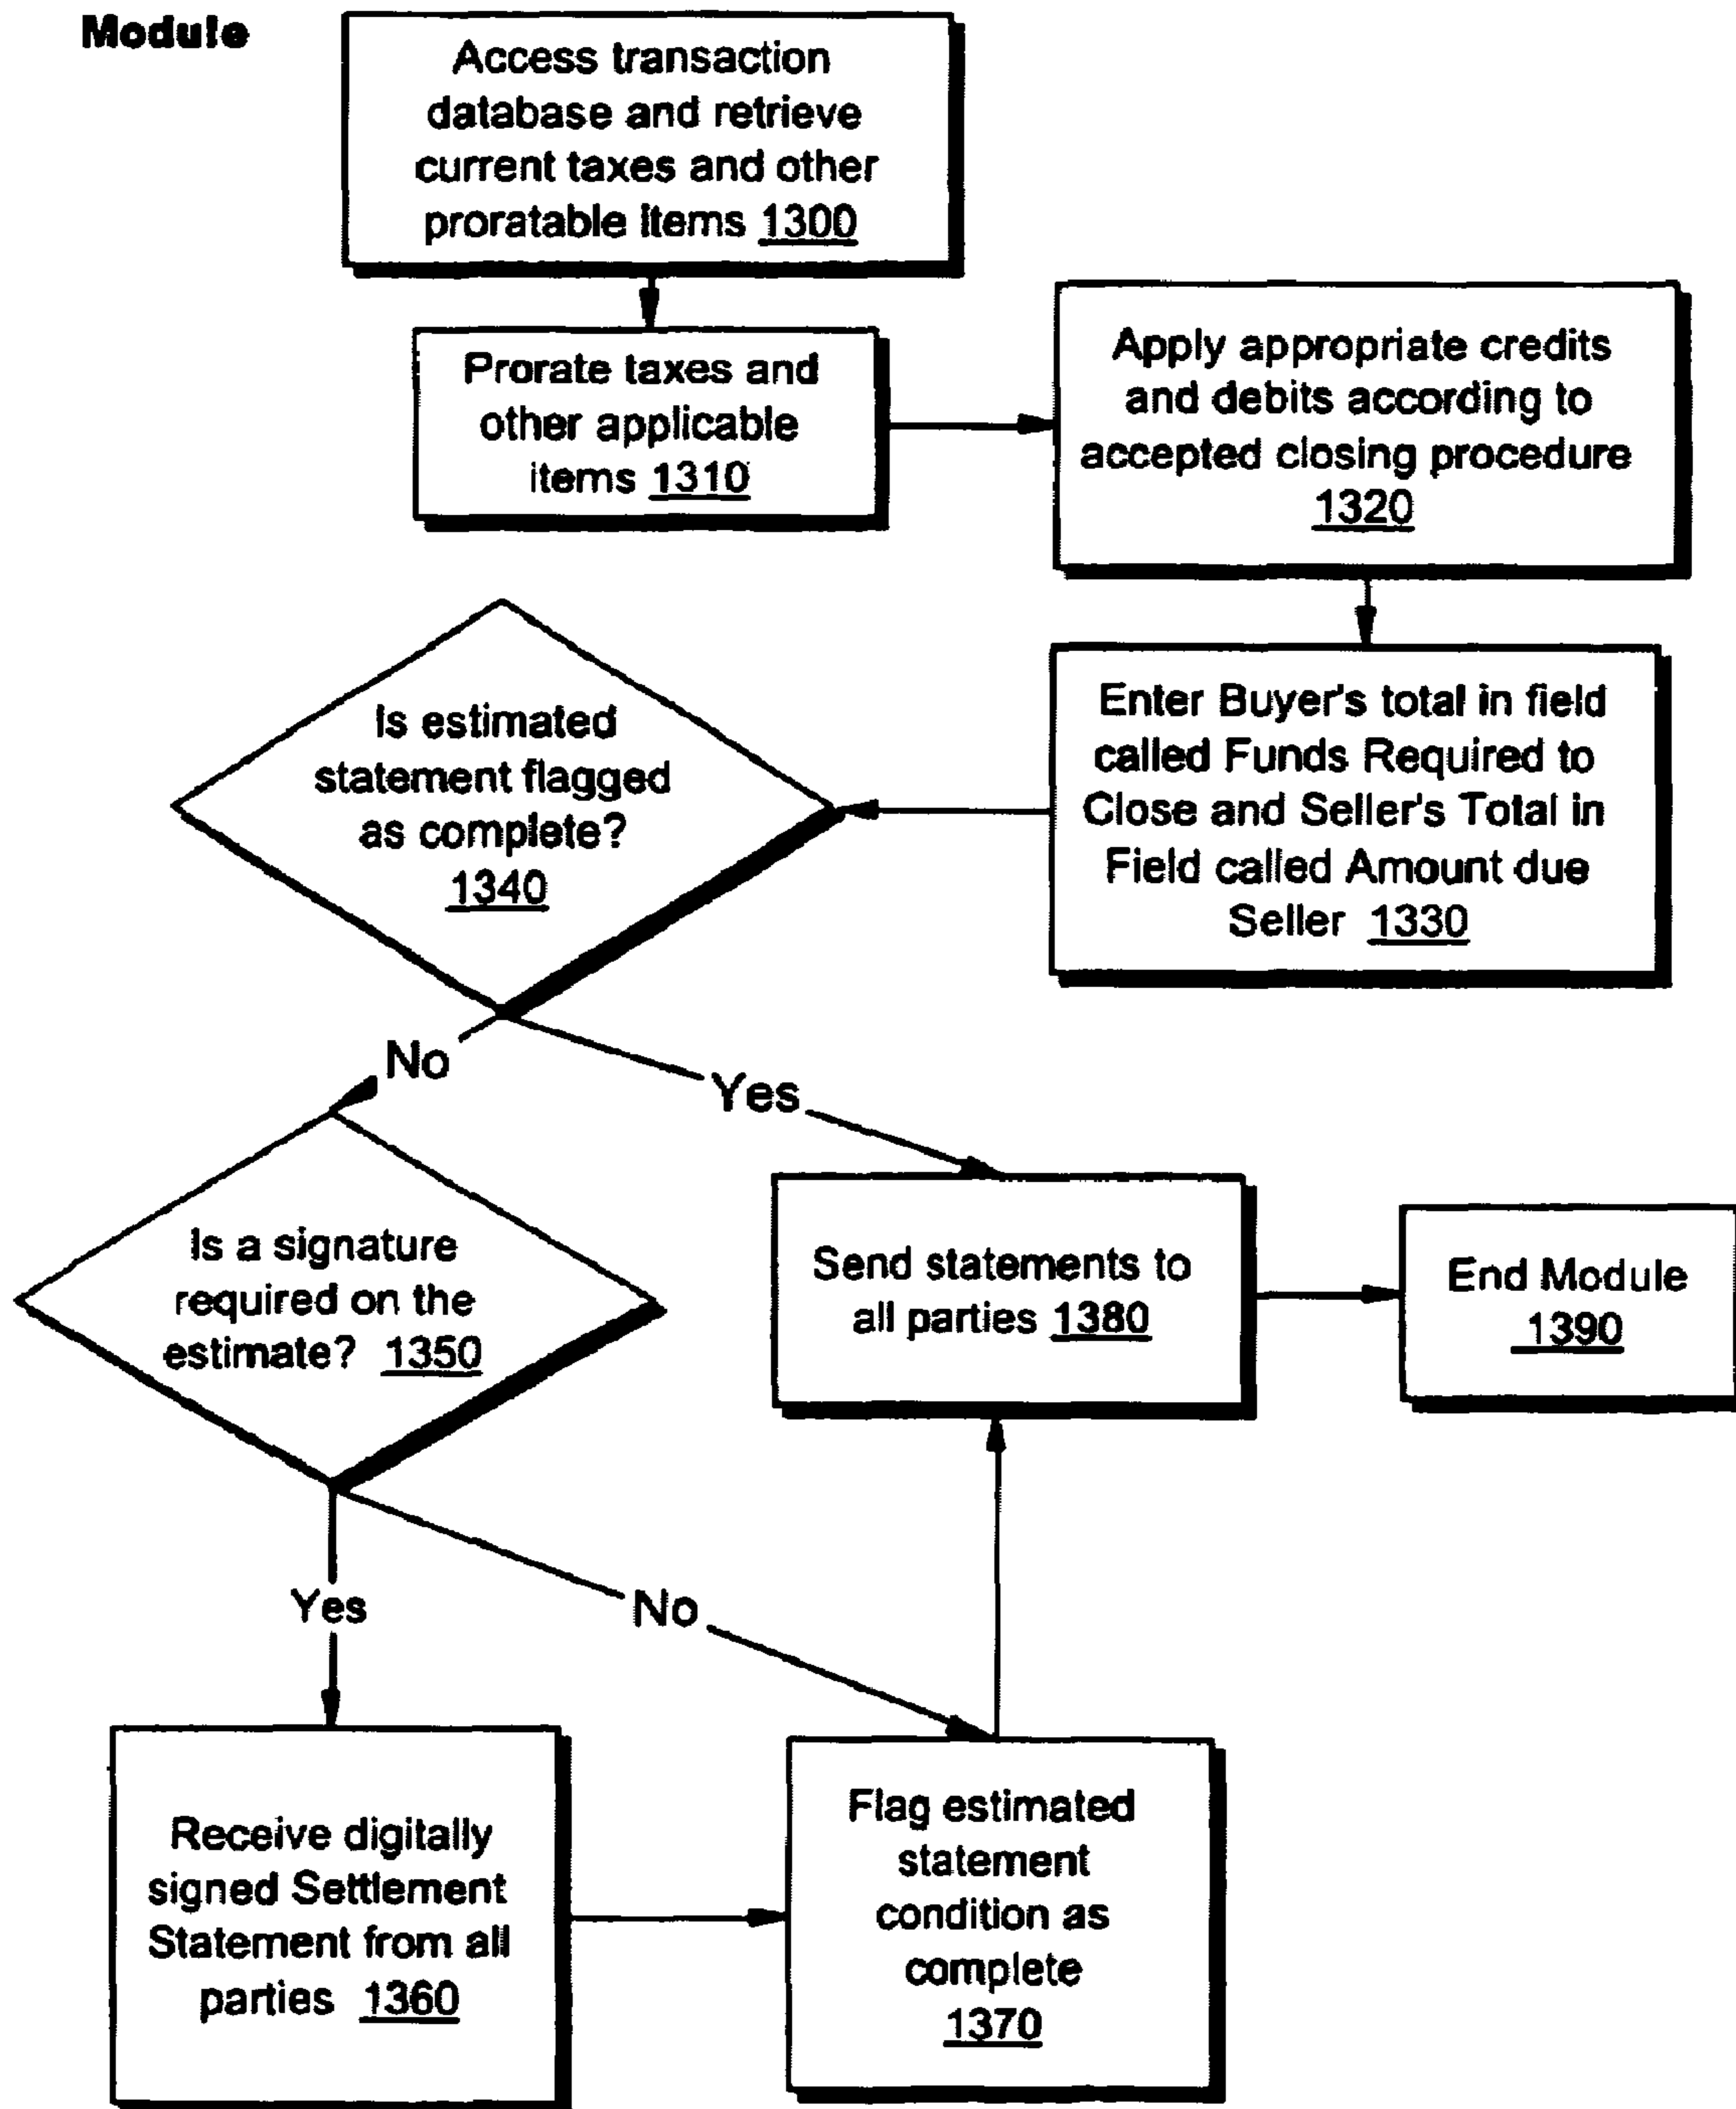 Module
Access transaction
database and retrieve
current taxes and other
proratable items 1300
Prorate taxes and
other applicable
items 1310
Apply appropriate credits
and debits according to
accepted closing procedure
1320
Enter Buyer's total in field
called Funds Required to
Close and Seller's Total in
Field called Amount due
Seller 1330
Is estimated
statement flagged
as complete?
1340
No
Yes
Is a signature
required on the
estimate? 1350
Send statements to
all parties 1380
End Module
1390
Yes
No
Receive digitally
signed Settlement
Statement from all
parties 1360
Flag estimated
statement
condition as
complete
1370